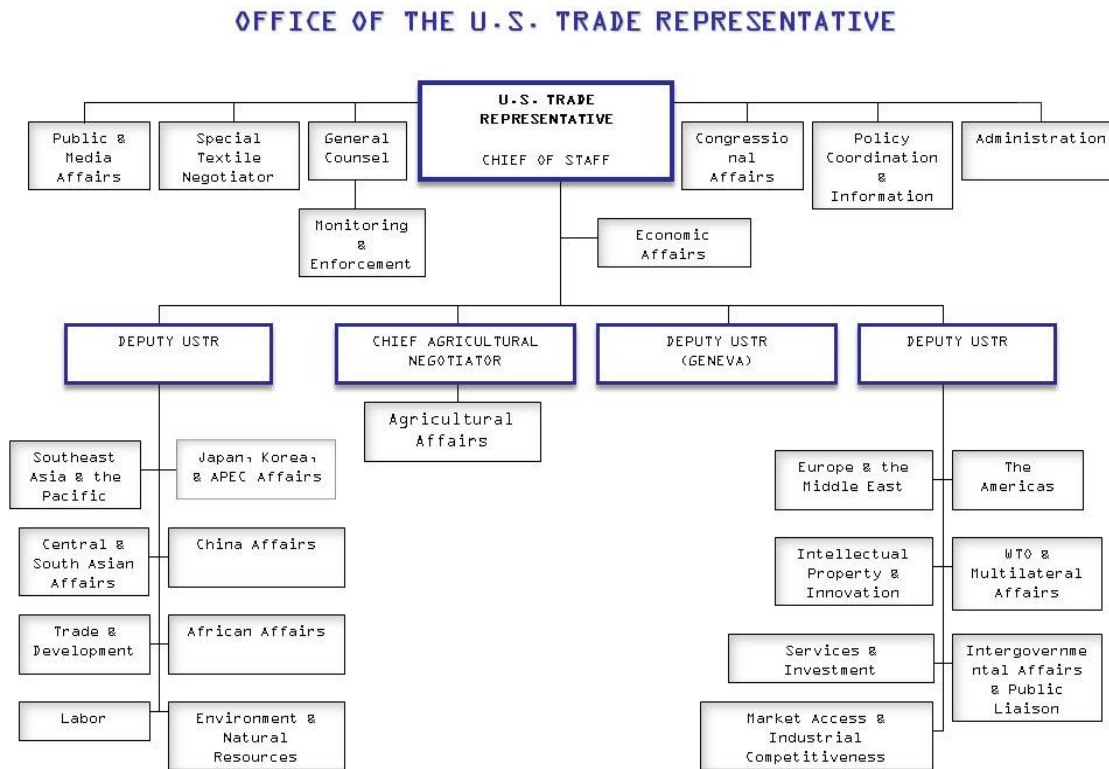 OFFICE OF THE U.S. TRADE REPRESENTATIVE
U.S. TRADE
REPRESENTATIVE
CHIEF OF STAFF
Public &
Media
Affairs
Special
Textile
Negotiator
General
Counsel
Congressio
nal
Affairs
Policy
Coordination
&
Information
Administration
Monitoring
&
Enforcement
Economic
Affairs
DEPUTY USTR
CHIEF AGRICULTURAL
NEGOTIATOR
DEPUTY USTR
(GENEVA)
DEPUTY USTR
Agricultural
Affairs
Southeast
Asia & the
Pacific
Japan, Korea,
& APEC Affairs
Central &
South Asian
Affairs
China Affairs
Trade &
Development
African Affairs
Labor
Environment &
Natural
Resources
Europe & the
Middle East
The
Americas
Intellectual
Property &
Innovation
WTO &
Multilateral
Affairs
Services &
Investment
Intergovernme
ntal Affairs
& Public
Liaison
Market Access &
Industrial
Competitiveness